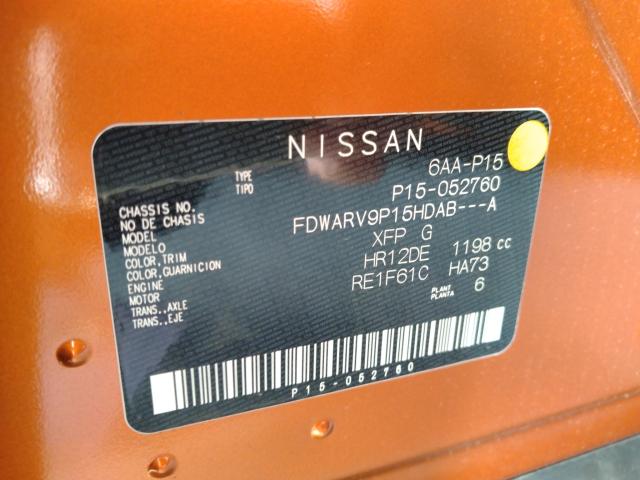 NISSAN
TYPE 6AA-P15
TIPO
CHASSIS NO. P15-052760
NO DE CHASSIS
MODEL FDWARV9P15HDAB---A
MODELO
COLOR,TRIM XFP G
COLOR,GUARNICION
ENGINE HR12DE 1198 cc
MOTOR
TRANS.,AXLE RE1F61C HA73
TRANS.,EJE
PLANT 6
PLANTA
P15-052760